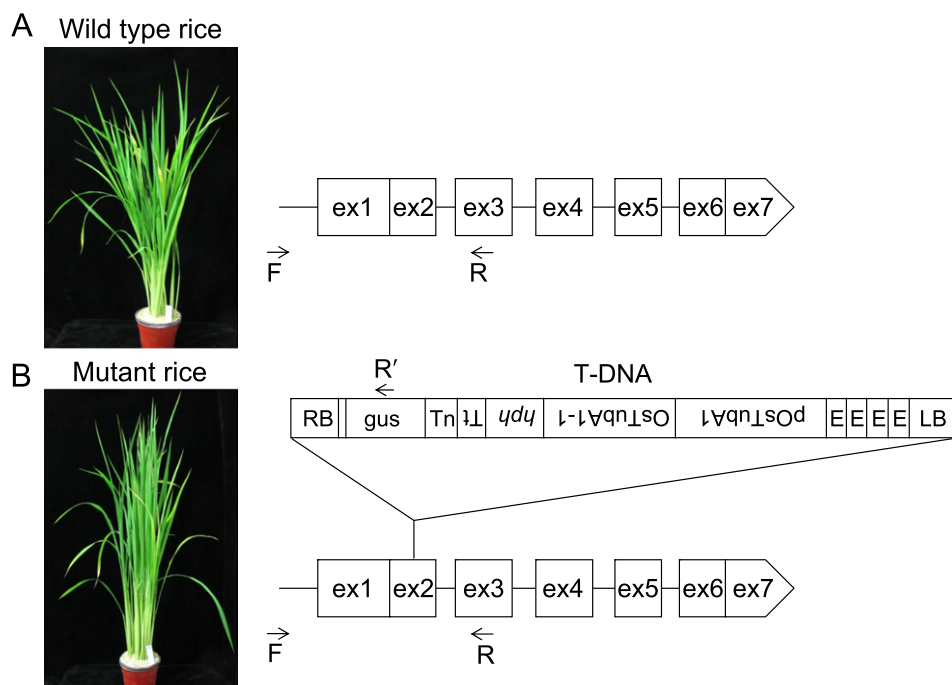 A
Wild type rice
ex1 ex2 ex3 ex4 ex5 ex6 ex7
F R
B
Mutant rice
R′ T-DNA
RB gus Tn Tt hph OsTubA1-1 pOsTubA1 E E E E LB
ex1 ex2 ex3 ex4 ex5 ex6 ex7
F R